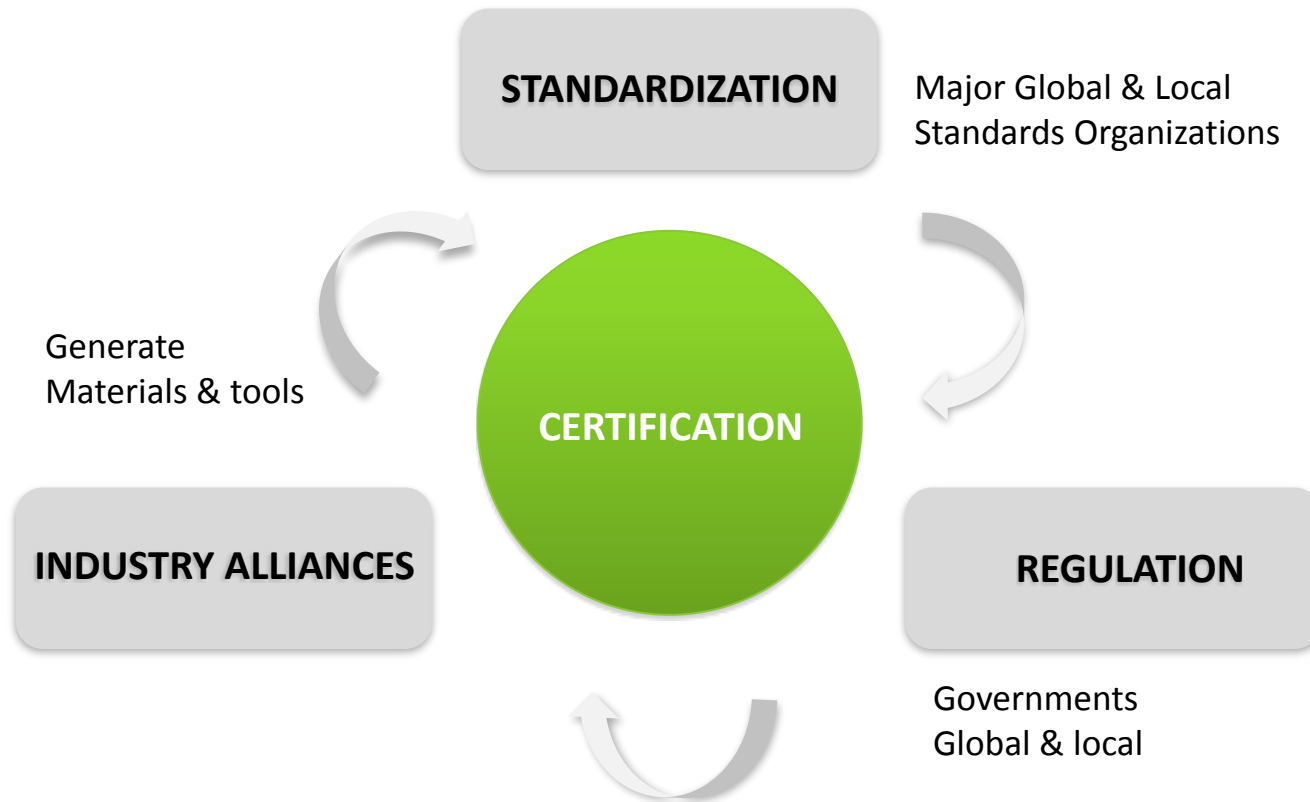 STANDARDIZATION
Major Global & Local
Standards Organizations
Generate
Materials & tools
CERTIFICATION
INDUSTRY ALLIANCES
REGULATION
Governments
Global & local